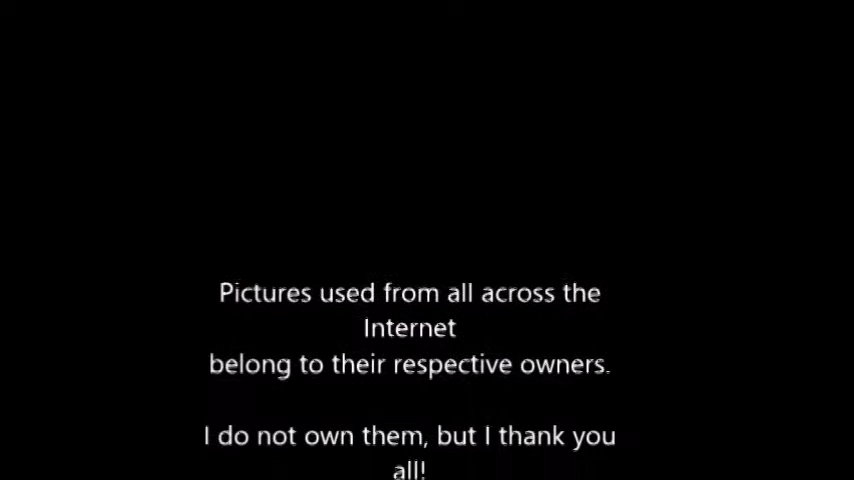 Pictures used from all across the
Internet
belong to their respective owners.
I do not own them, but I thank you
all!